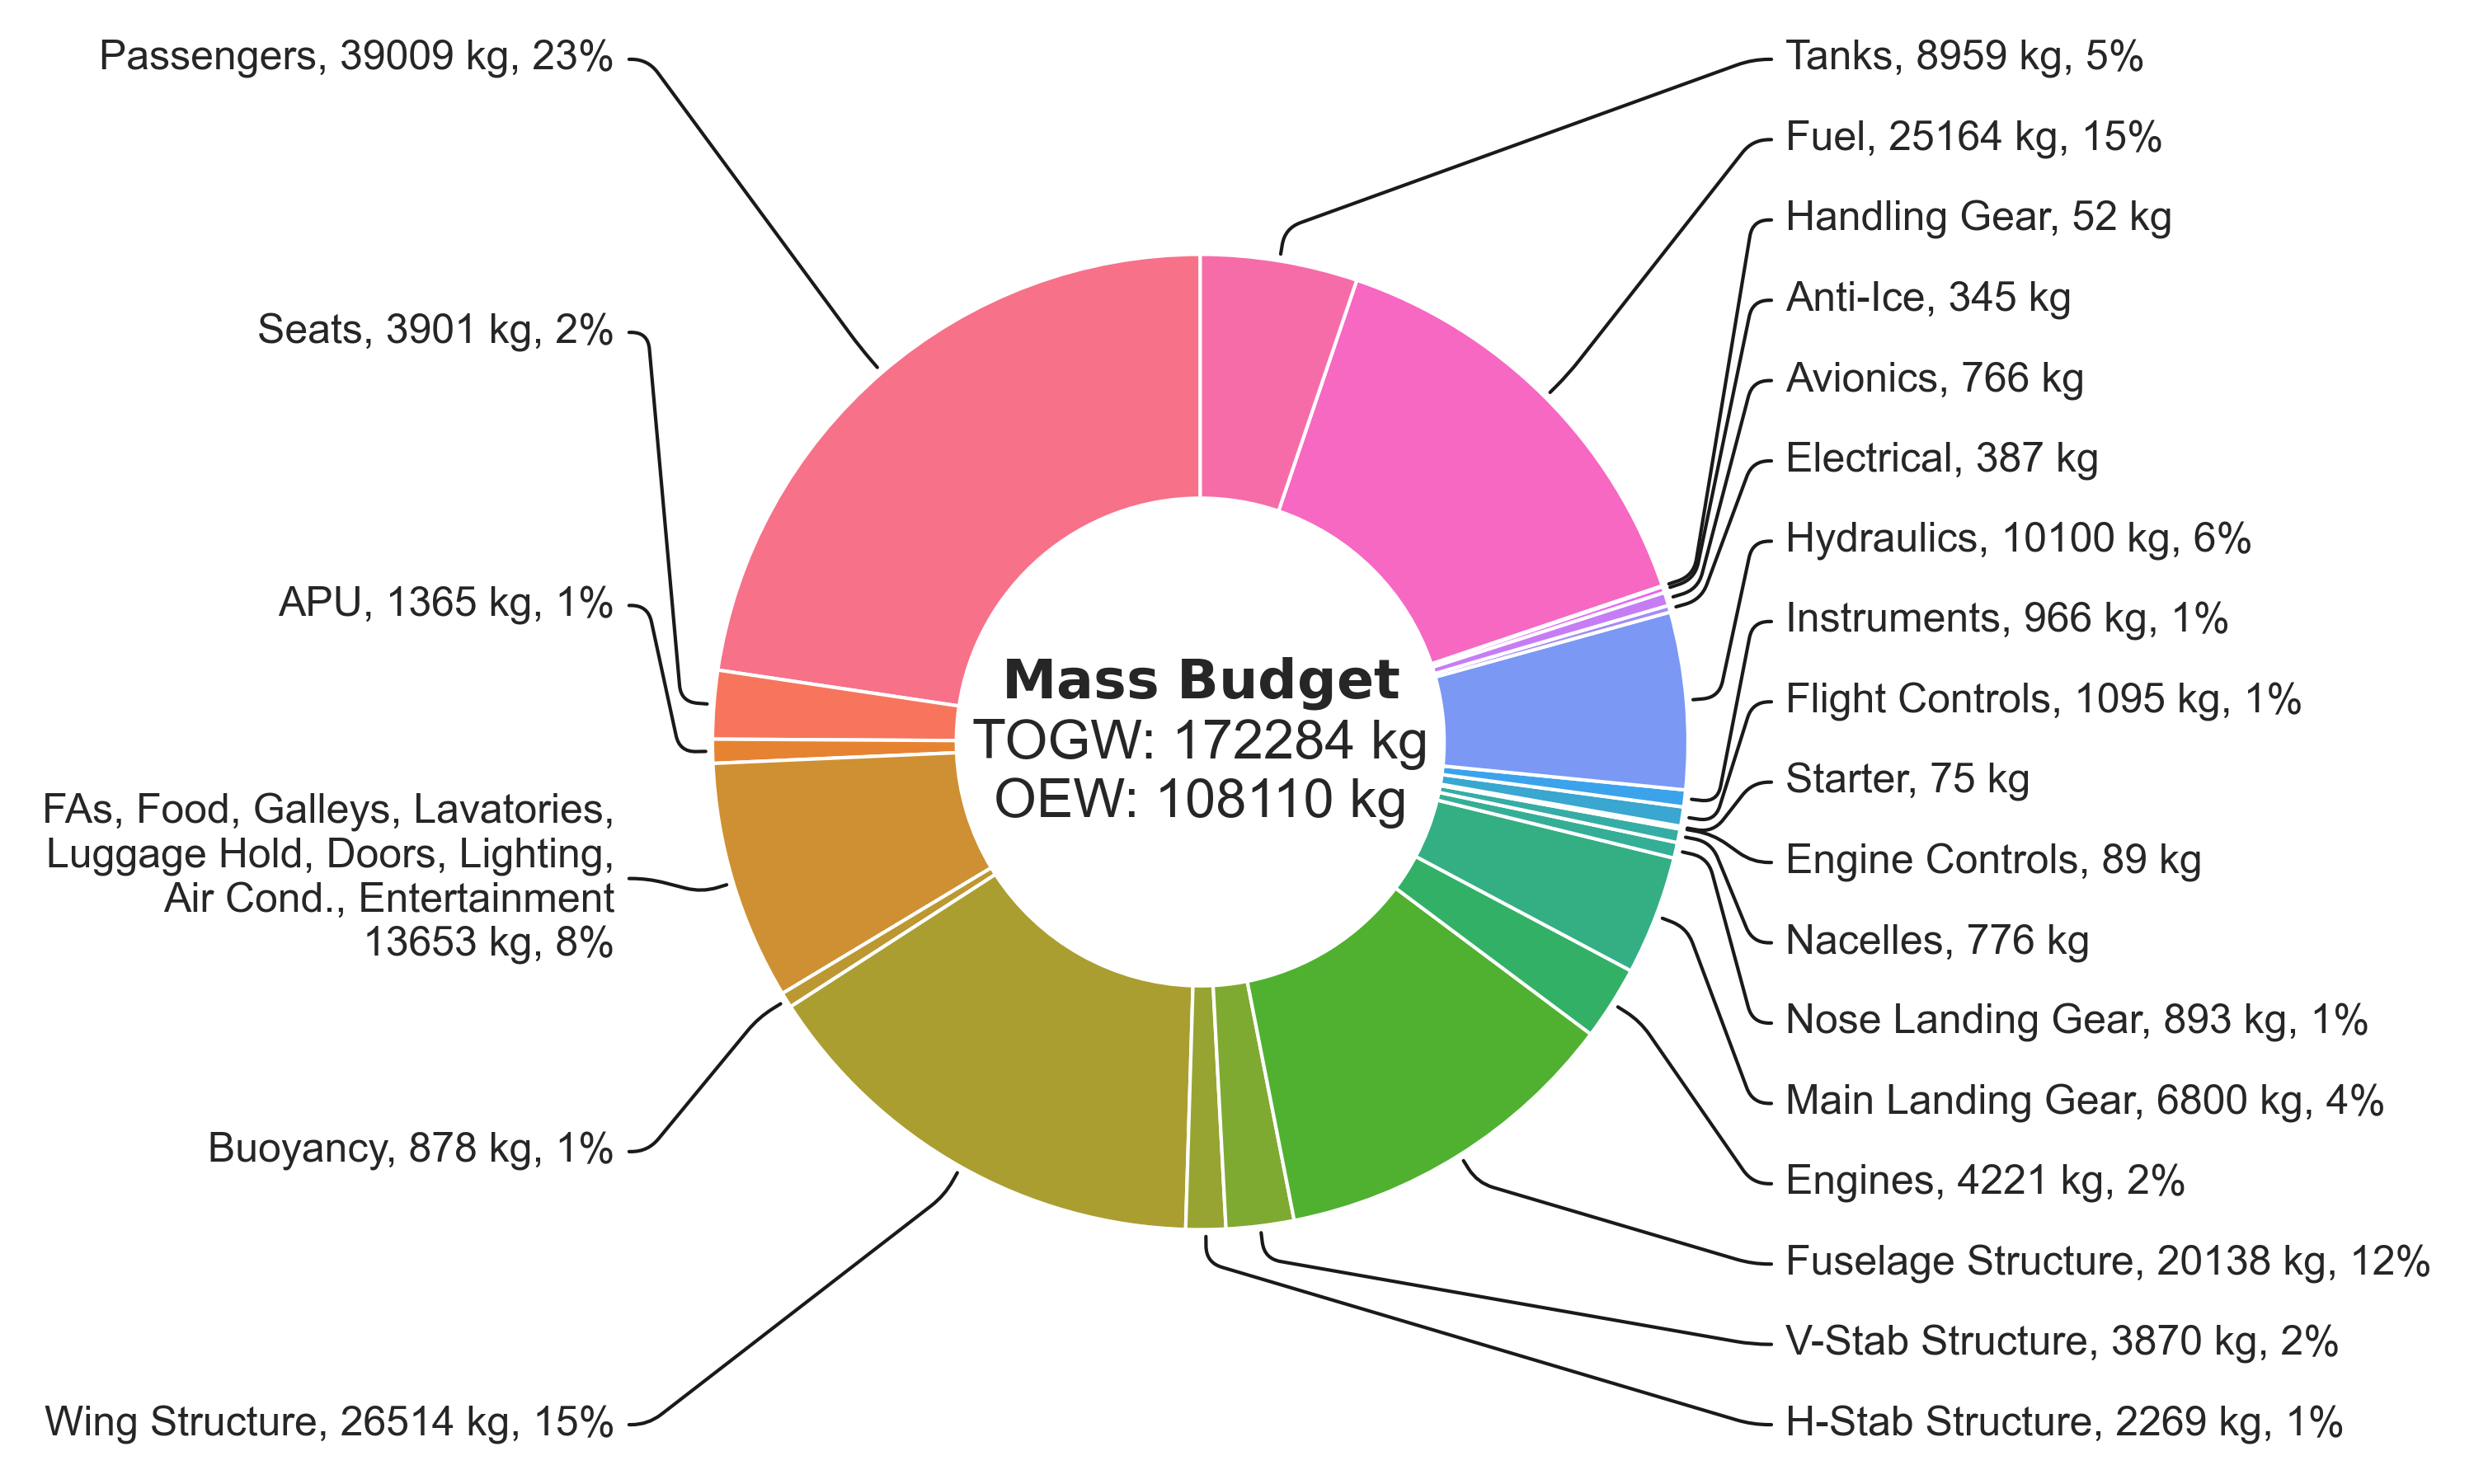 Passengers, 39009 kg, 23%
Seats, 3901 kg, 2%
APU, 1365 kg, 1%
FAs, Food, Galleys, Lavatories,
Luggage Hold, Doors, Lighting,
Air Cond., Entertainment
13653 kg, 8%
Buoyancy, 878 kg, 1%
Wing Structure, 26514 kg, 15%
Mass Budget
TOGW: 172284 kg
OEW: 108110 kg
Tanks, 8959 kg, 5%
Fuel, 25164 kg, 15%
Handling Gear, 52 kg
Anti-Ice, 345 kg
Avionics, 766 kg
Electrical, 387 kg
Hydraulics, 10100 kg, 6%
Instruments, 966 kg, 1%
Flight Controls, 1095 kg, 1%
Starter, 75 kg
Engine Controls, 89 kg
Nacelles, 776 kg
Nose Landing Gear, 893 kg, 1%
Main Landing Gear, 6800 kg, 4%
Engines, 4221 kg, 2%
Fuselage Structure, 20138 kg, 12%
V-Stab Structure, 3870 kg, 2%
H-Stab Structure, 2269 kg, 1%